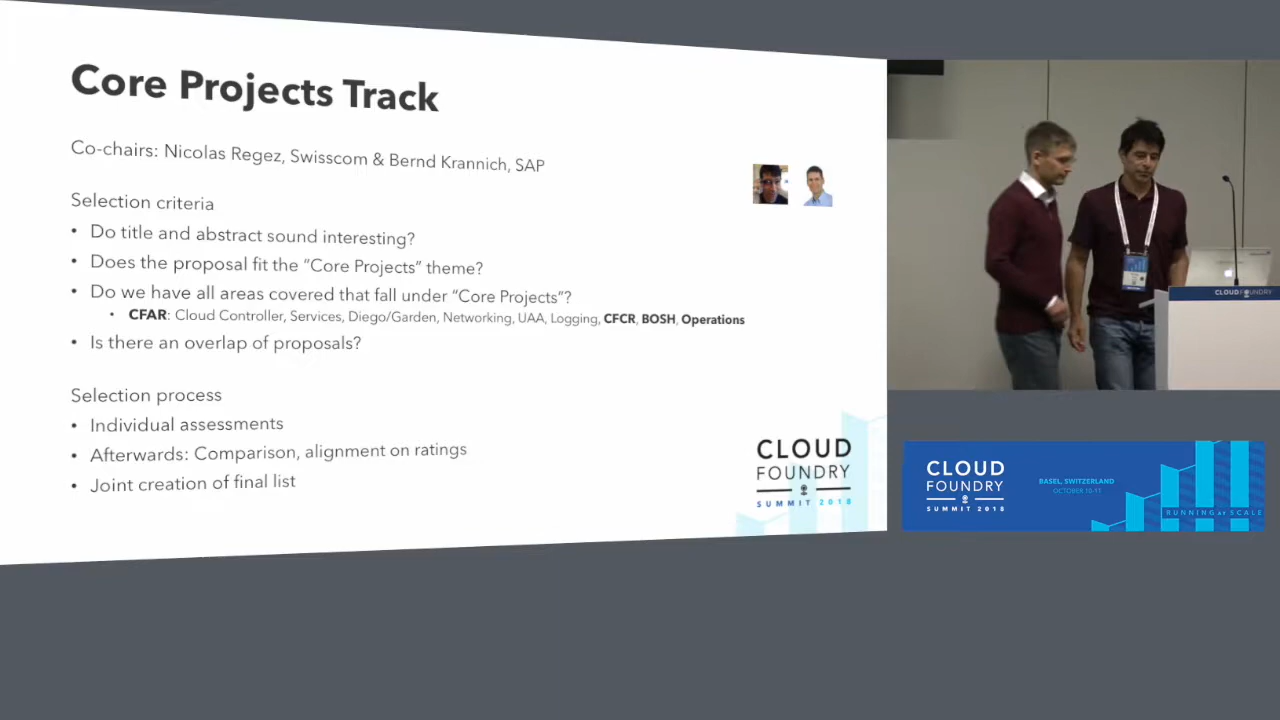 Core Projects Track
Co-chairs: Nicolas Regez, Swisscom & Bernd Krannich, SAP
Selection criteria
• Do title and abstract sound interesting?
• Does the proposal fit the “Core Projects” theme?
• Do we have all areas covered that fall under “Core Projects”?
• CFAR: Cloud Controller, Services, Diego/Garden, Networking, UAA, Logging, CFCR, BOSH, Operations
• Is there an overlap of proposals?
Selection process
• Individual assessments
• Afterwards: Comparison, alignment on ratings
• Joint creation of final list
CLOUD
FOUNDRY
SUMMIT 2018
CLOUD FOUNDRY
CLOUD
FOUNDRY
SUMMIT 2018
BASEL, SWITZERLAND
OCTOBER 10-11
RUNNING AT SCALE